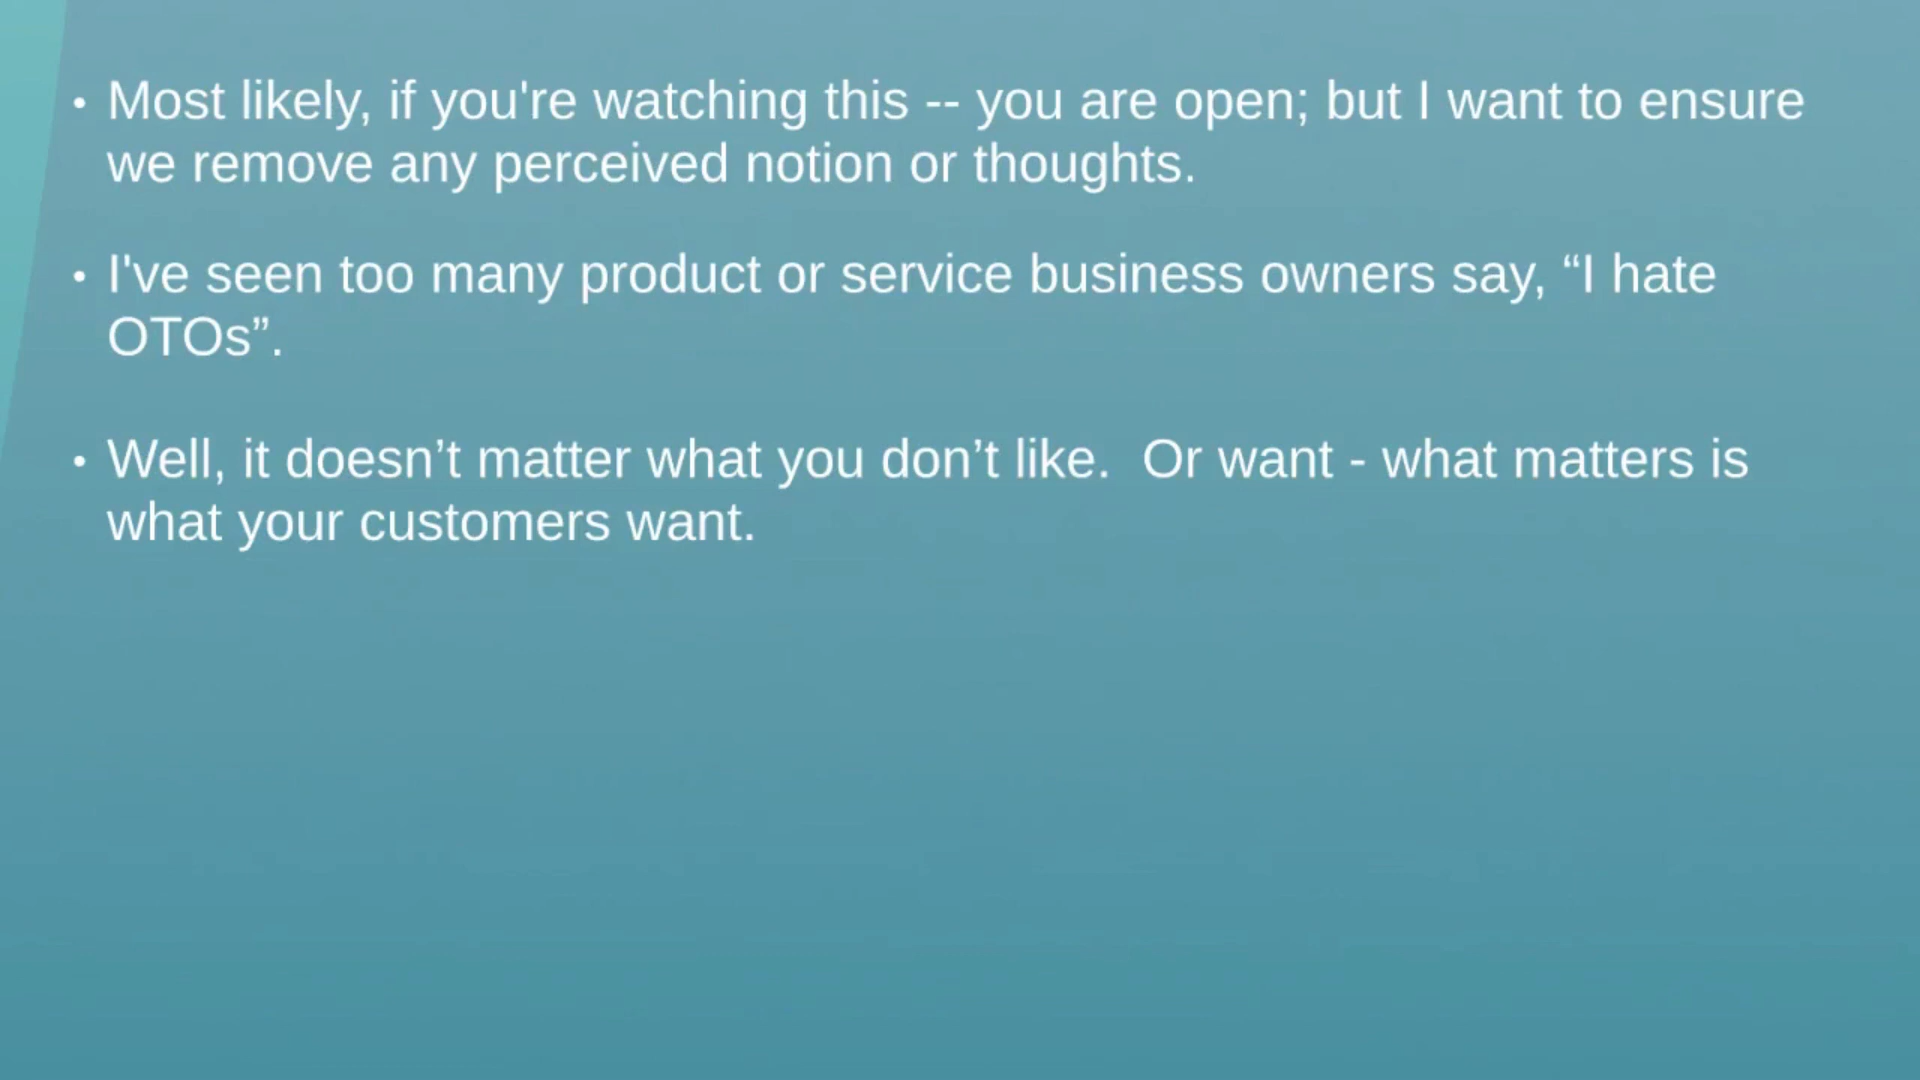 • Most likely, if you're watching this -- you are open; but I want to ensure
we remove any perceived notion or thoughts.
• I've seen too many product or service business owners say, “I hate
OTOs”.
• Well, it doesn’t matter what you don’t like.  Or want - what matters is
what your customers want.